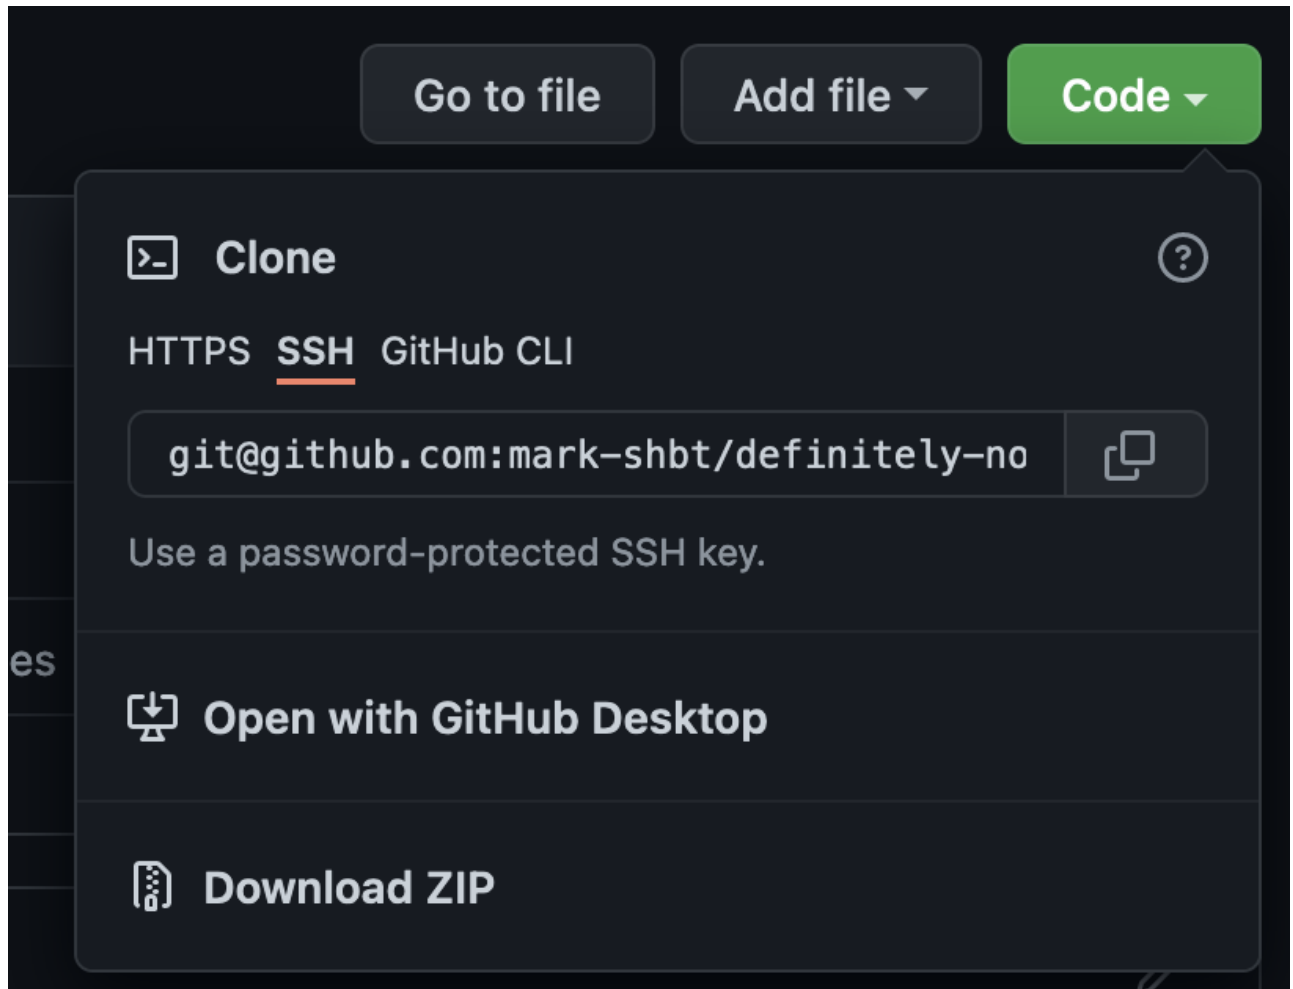 Go to file Add file Code
Clone
HTTPS SSH GitHub CLI
git@github.com:mark-shbt/definitely-no
Use a password-protected SSH key.
es
Open with GitHub Desktop
Download ZIP